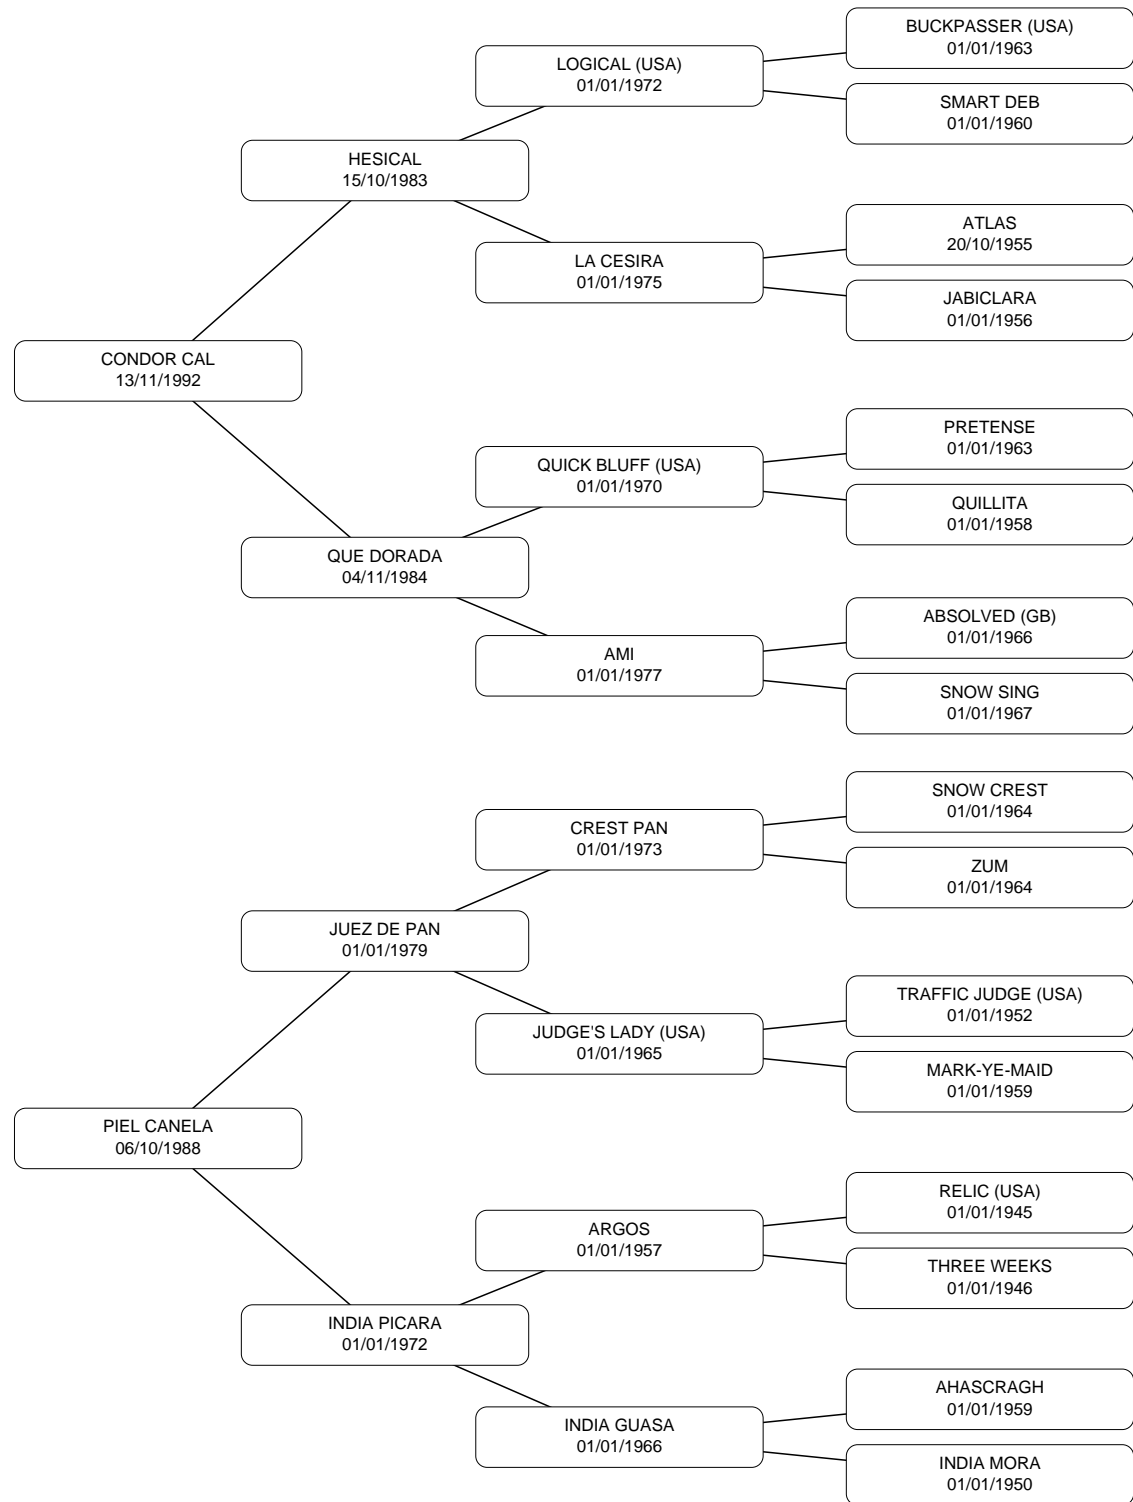 BUCKPASSER (USA)
01/01/1963
LOGICAL (USA)
01/01/1972
SMART DEB
01/01/1960
HESICAL
15/10/1983
ATLAS
20/10/1955
LA CESIRA
01/01/1975
JABICLARA
01/01/1956
CONDOR CAL
13/11/1992
PRETENSE
01/01/1963
QUICK BLUFF (USA)
01/01/1970
QUILLITA
01/01/1958
QUE DORADA
04/11/1984
ABSOLVED (GB)
01/01/1966
AMI
01/01/1977
SNOW SING
01/01/1967
SNOW CREST
01/01/1964
CREST PAN
01/01/1973
ZUM
01/01/1964
JUEZ DE PAN
01/01/1979
TRAFFIC JUDGE (USA)
01/01/1952
JUDGE'S LADY (USA)
01/01/1965
MARK-YE-MAID
01/01/1959
PIEL CANELA
06/10/1988
RELIC (USA)
01/01/1945
ARGOS
01/01/1957
THREE WEEKS
01/01/1946
INDIA PICARA
01/01/1972
AHASCRAGH
01/01/1959
INDIA GUASA
01/01/1966
INDIA MORA
01/01/1950